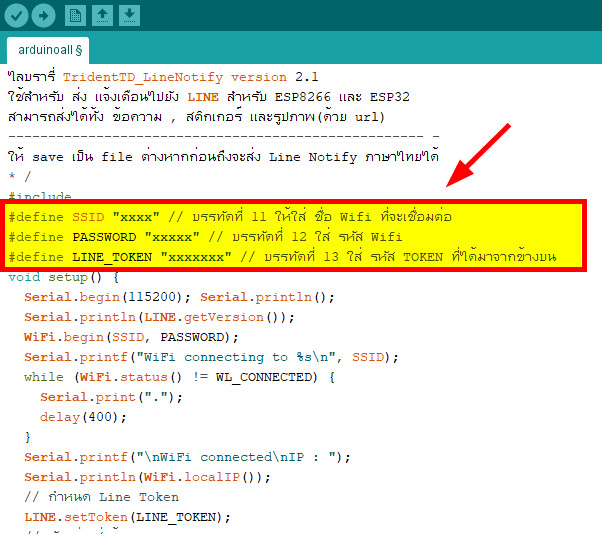 arduinoall §
ไลบรารี่ TridentTD_LineNotify version 2.1
ใช้สำหรับ ส่ง แจ้งเตือนไปยัง LINE สำหรับ ESP8266 และ ESP32
สามารถส่งได้ทั้ง ข้อความ , สติกเกอร์ และรูปภาพ(ด้วย url)
---------------------------------------------------- -
ให้ save เป็น file ต่างหากก่อนถึงจะส่ง Line Notify ภาษาไทยได้
* /
#include
#define SSID "xxxx" // บรรทัดที่ 11 ให้ใส่ ชื่อ Wifi ที่จะเชื่อมต่อ
#define PASSWORD "xxxxx" // บรรทัดที่ 12 ใส่ รหัส Wifi
#define LINE_TOKEN "xxxxxxx" // บรรทัดที่ 13 ใส่ รหัส TOKEN ที่ได้มาจากข้างบน
void setup() {
Serial.begin(115200); Serial.println();
Serial.println(LINE.getVersion());
WiFi.begin(SSID, PASSWORD);
Serial.printf("WiFi connecting to %s\n", SSID);
while (WiFi.status() != WL_CONNECTED) {
Serial.print(".");
delay(400);
}
Serial.printf("\nWiFi connected\nIP : ");
Serial.println(WiFi.localIP());
// กำหนด Line Token
LINE.setToken(LINE_TOKEN);